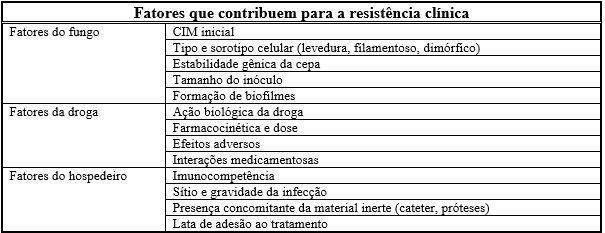 Fatores que contribuem para a resistência clínica
Fatores do fungo
CIM inicial
Tipo e sorotipo celular (levedura, filamentoso, dimórfico)
Estabilidade gênica da cepa
Tamanho do inóculo
Formação de biofilmes
Fatores da droga
Ação biológica da droga
Farmacocinética e dose
Efeitos adversos
Interações medicamentosas
Fatores do hospedeiro
Imunocompetência
Sítio e gravidade da infecção
Presença concomitante da material inerte (cateter, próteses)
Lata de adesão ao tratamento